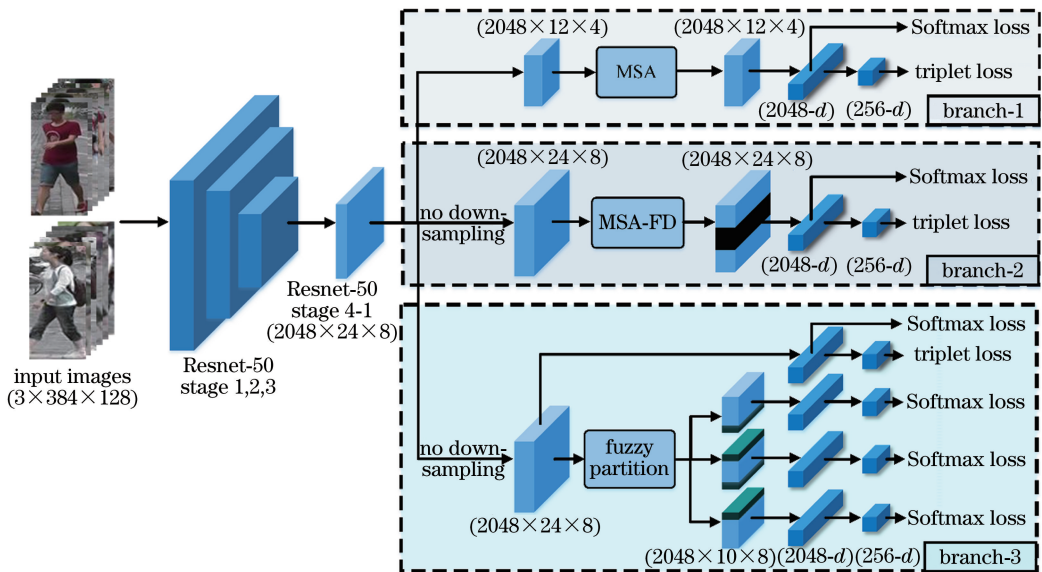 input images
(3×384×128)
Resnet-50
stage 1,2,3
Resnet-50
stage 4-1
(2048×24×8)
(2048×12×4)
MSA
(2048×12×4)
Softmax loss
triplet loss
(2048-d)
(256-d)
branch-1
no down-
sampling
(2048×24×8)
MSA-FD
(2048×24×8)
Softmax loss
triplet loss
(2048-d)
(256-d)
branch-2
no down-
sampling
(2048×24×8)
fuzzy
partition
Softmax loss
triplet loss
Softmax loss
Softmax loss
Softmax loss
(2048×10×8)
(2048-d)
(256-d)
branch-3